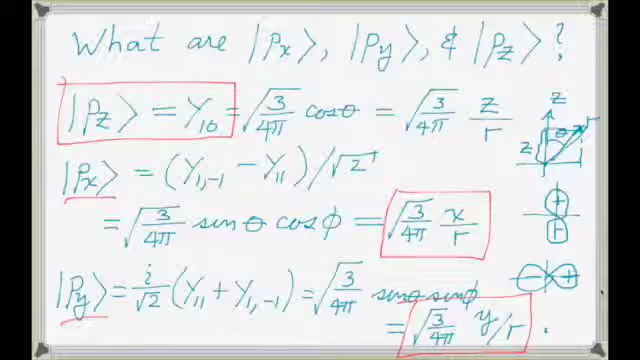 What are |Px⟩, |Py⟩, & |Pz⟩?
|Pz⟩ = Y₁₀ = √(3/4π) cosθ = √(3/4π) z/r
|Px⟩ = (Y₁,₋₁ − Y₁₁)/√2
= √(3/4π) sinθ cosϕ = √(3/4π) x/r
|Py⟩ = i/√2 (Y₁₁ + Y₁,₋₁) = √(3/4π) sinθ sinϕ
= √(3/4π) y/r.
z
θ
r
z
+
−
− +